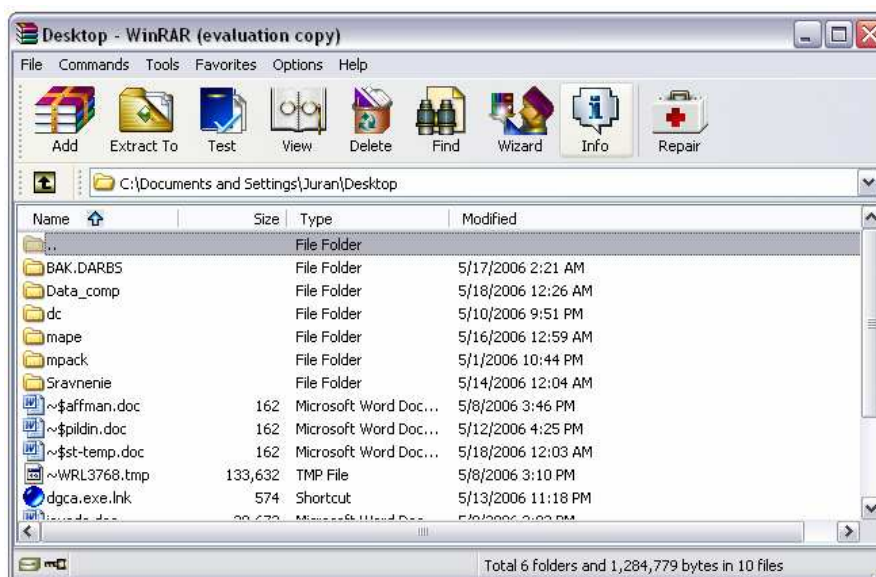 Desktop - WinRAR (evaluation copy)
File Commands Tools Favorites Options Help
Add Extract To Test View Delete Find Wizard Info Repair
C:\Documents and Settings\Juran\Desktop
Name Size Type Modified
.. File Folder
BAK.DARBS File Folder 5/17/2006 2:21 AM
Data_comp File Folder 5/18/2006 12:26 AM
dc File Folder 5/10/2006 9:51 PM
mape File Folder 5/16/2006 12:59 AM
mpack File Folder 5/1/2006 10:44 PM
Sravnenie File Folder 5/14/2006 12:04 AM
~$affman.doc 162 Microsoft Word Doc... 5/8/2006 3:46 PM
~$pildin.doc 162 Microsoft Word Doc... 5/12/2006 4:25 PM
~$st-temp.doc 162 Microsoft Word Doc... 5/18/2006 12:03 AM
~WRL3768.tmp 133,632 TMP File 5/8/2006 3:10 PM
dgca.exe.lnk 574 Shortcut 5/13/2006 11:18 PM
Microsoft Word Doc...
Total 6 folders and 1,284,779 bytes in 10 files